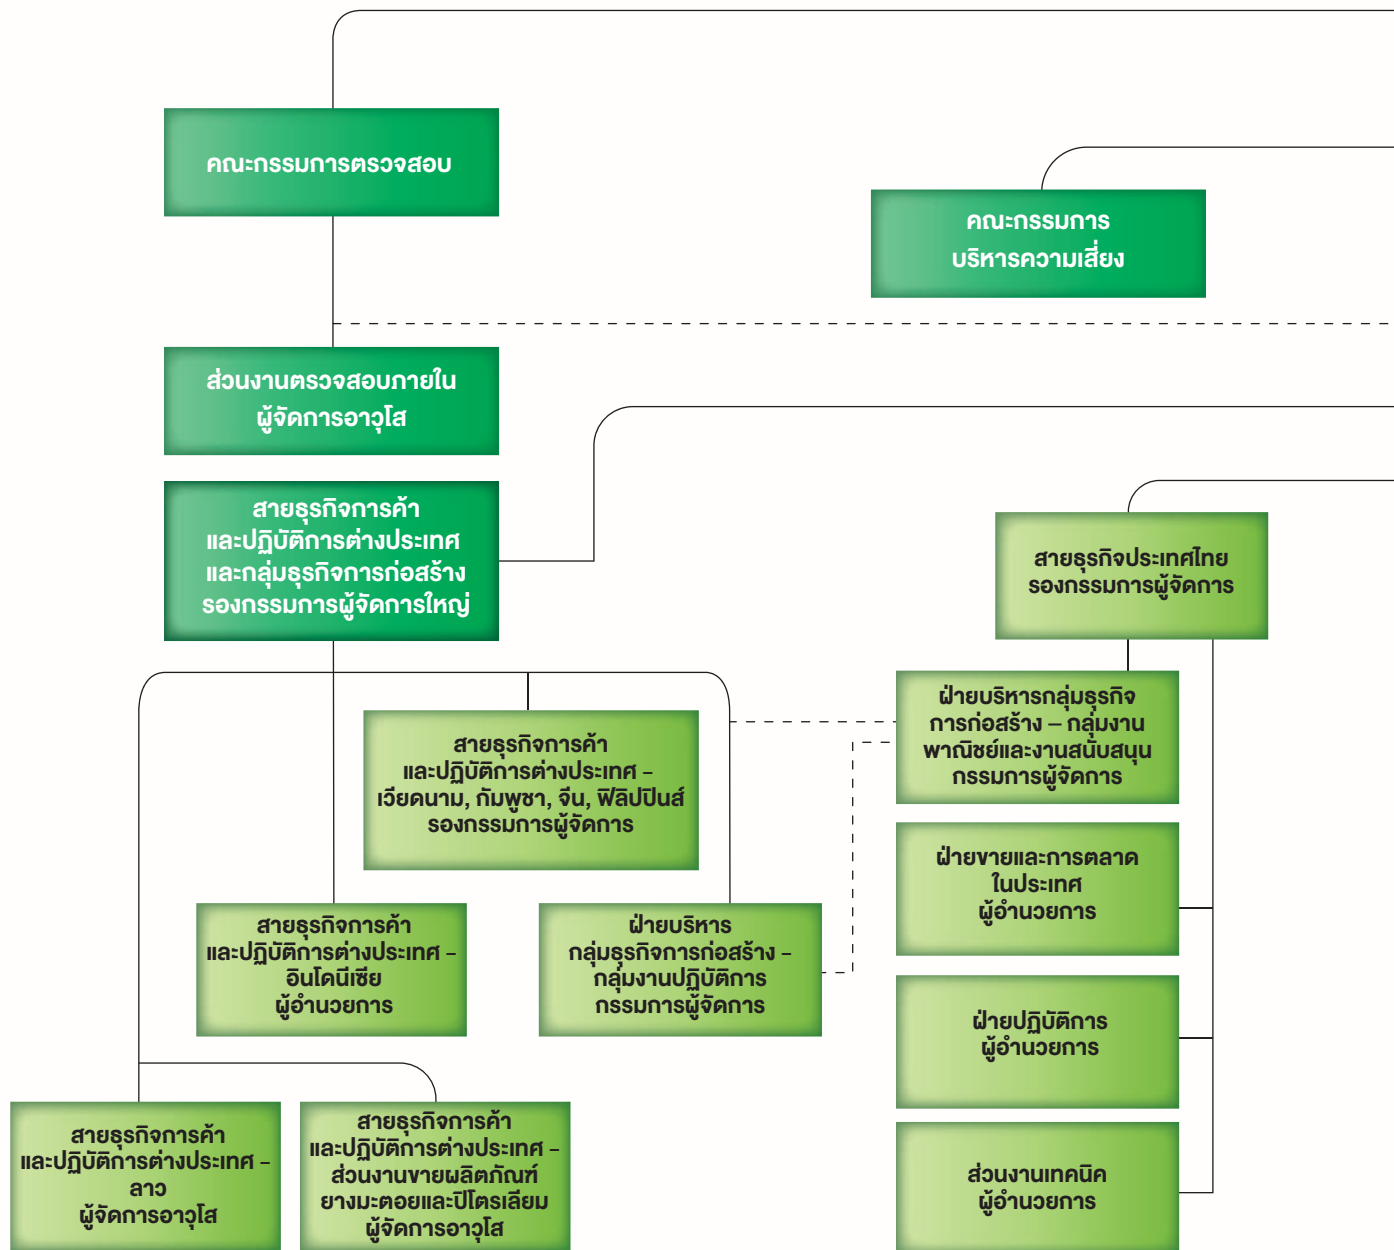 คณะกรรมการตรวจสอบ
คณะกรรมการ
บริหารความเสี่ยง
ส่วนงานตรวจสอบภายใน
ผู้จัดการอาวุโส
สายธุรกิจการค้า
และปฏิบัติการต่างประเทศ
และกลุ่มธุรกิจการก่อสร้าง
รองกรรมการผู้จัดการใหญ่
สายธุรกิจประเทศไทย
รองกรรมการผู้จัดการ
สายธุรกิจการค้า
และปฏิบัติการต่างประเทศ –
เวียดนาม, กัมพูชา, จีน, ฟิลิปปินส์
รองกรรมการผู้จัดการ
ฝ่ายบริหารกลุ่มธุรกิจ
การก่อสร้าง – กลุ่มงาน
พาณิชย์และงานสนับสนุน
กรรมการผู้จัดการ
ฝ่ายขายและการตลาด
ในประเทศ
ผู้อำนวยการ
สายธุรกิจการค้า
และปฏิบัติการต่างประเทศ –
อินโดนีเซีย
ผู้อำนวยการ
ฝ่ายบริหาร
กลุ่มธุรกิจการก่อสร้าง –
กลุ่มงานปฏิบัติการ
กรรมการผู้จัดการ
ฝ่ายปฏิบัติการ
ผู้อำนวยการ
สายธุรกิจการค้า
และปฏิบัติการต่างประเทศ –
ลาว
ผู้จัดการอาวุโส
สายธุรกิจการค้า
และปฏิบัติการต่างประเทศ –
ส่วนงานขายผลิตภัณฑ์
ยางมะตอยและปิโตรเลียม
ผู้จัดการอาวุโส
ส่วนงานเทคนิค
ผู้อำนวยการ